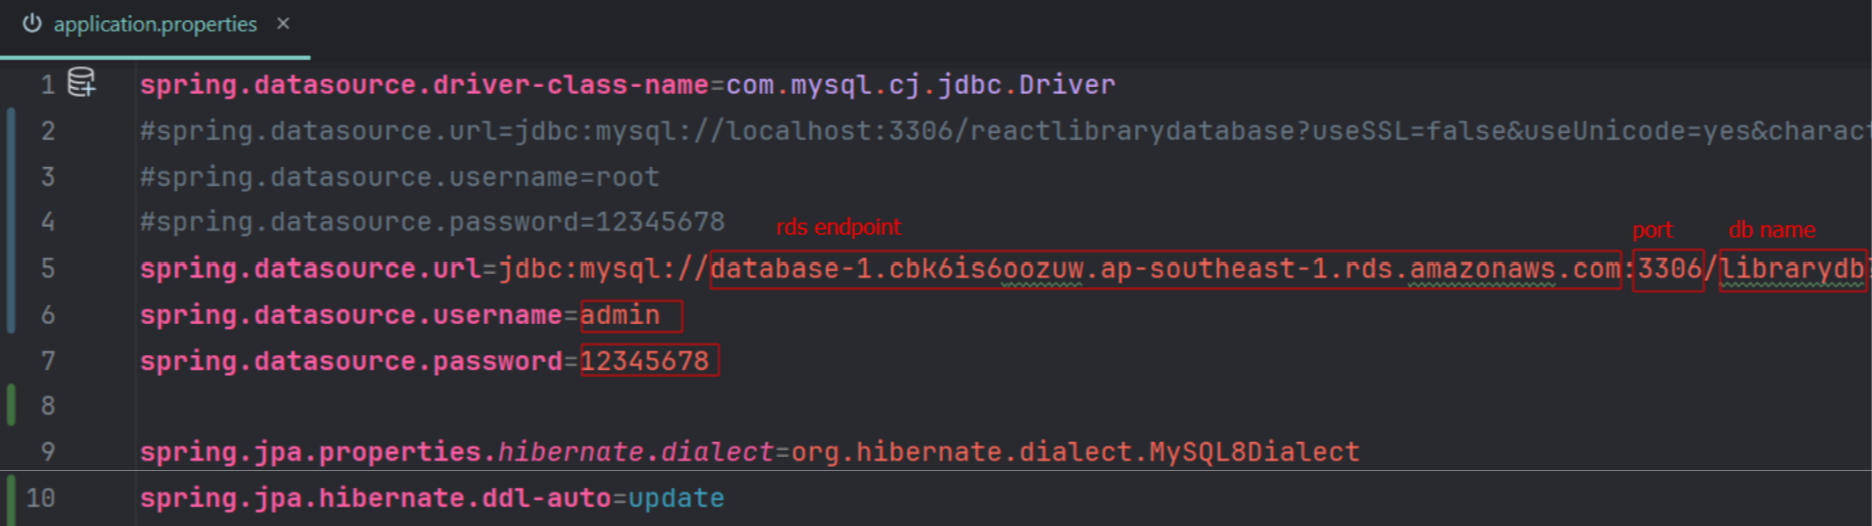 application.properties ×
1 spring.datasource.driver-class-name=com.mysql.cj.jdbc.Driver
2 #spring.datasource.url=jdbc:mysql://localhost:3306/reactlibrarydatabase?useSSL=false&useUnicode=yes&charact
3 #spring.datasource.username=root
4 #spring.datasource.password=12345678
rds endpoint port db name
5 spring.datasource.url=jdbc:mysql://database-1.cbk6is6oozuw.ap-southeast-1.rds.amazonaws.com:3306/librarydb?
6 spring.datasource.username=admin
7 spring.datasource.password=12345678
8
9 spring.jpa.properties.hibernate.dialect=org.hibernate.dialect.MySQL8Dialect
10 spring.jpa.hibernate.ddl-auto=update